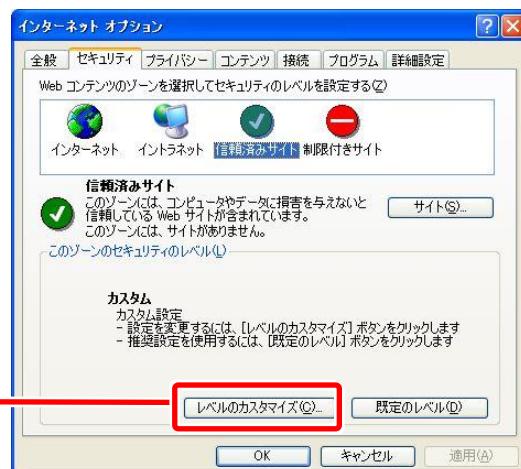 インターネット オプション
全般 セキュリティ プライバシー コンテンツ 接続 プログラム 詳細設定
Web コンテンツのゾーンを選択してセキュリティのレベルを設定する(Z)
インターネット イントラネット 信頼済みサイト 制限付きサイト
信頼済みサイト
このゾーンには、コンピュータやデータに損害を与えないと
信頼している Web サイトが含まれています。
このゾーンには、サイトがありません。
サイト(S)...
このゾーンのセキュリティのレベル(L)
カスタム
カスタム設定
- 設定を変更するには、[レベルのカスタマイズ] ボタンをクリックします
- 推奨設定を使用するには、[既定のレベル] ボタンをクリックします
レベルのカスタマイズ(C)... 既定のレベル(D)
OK キャンセル 適用(A)